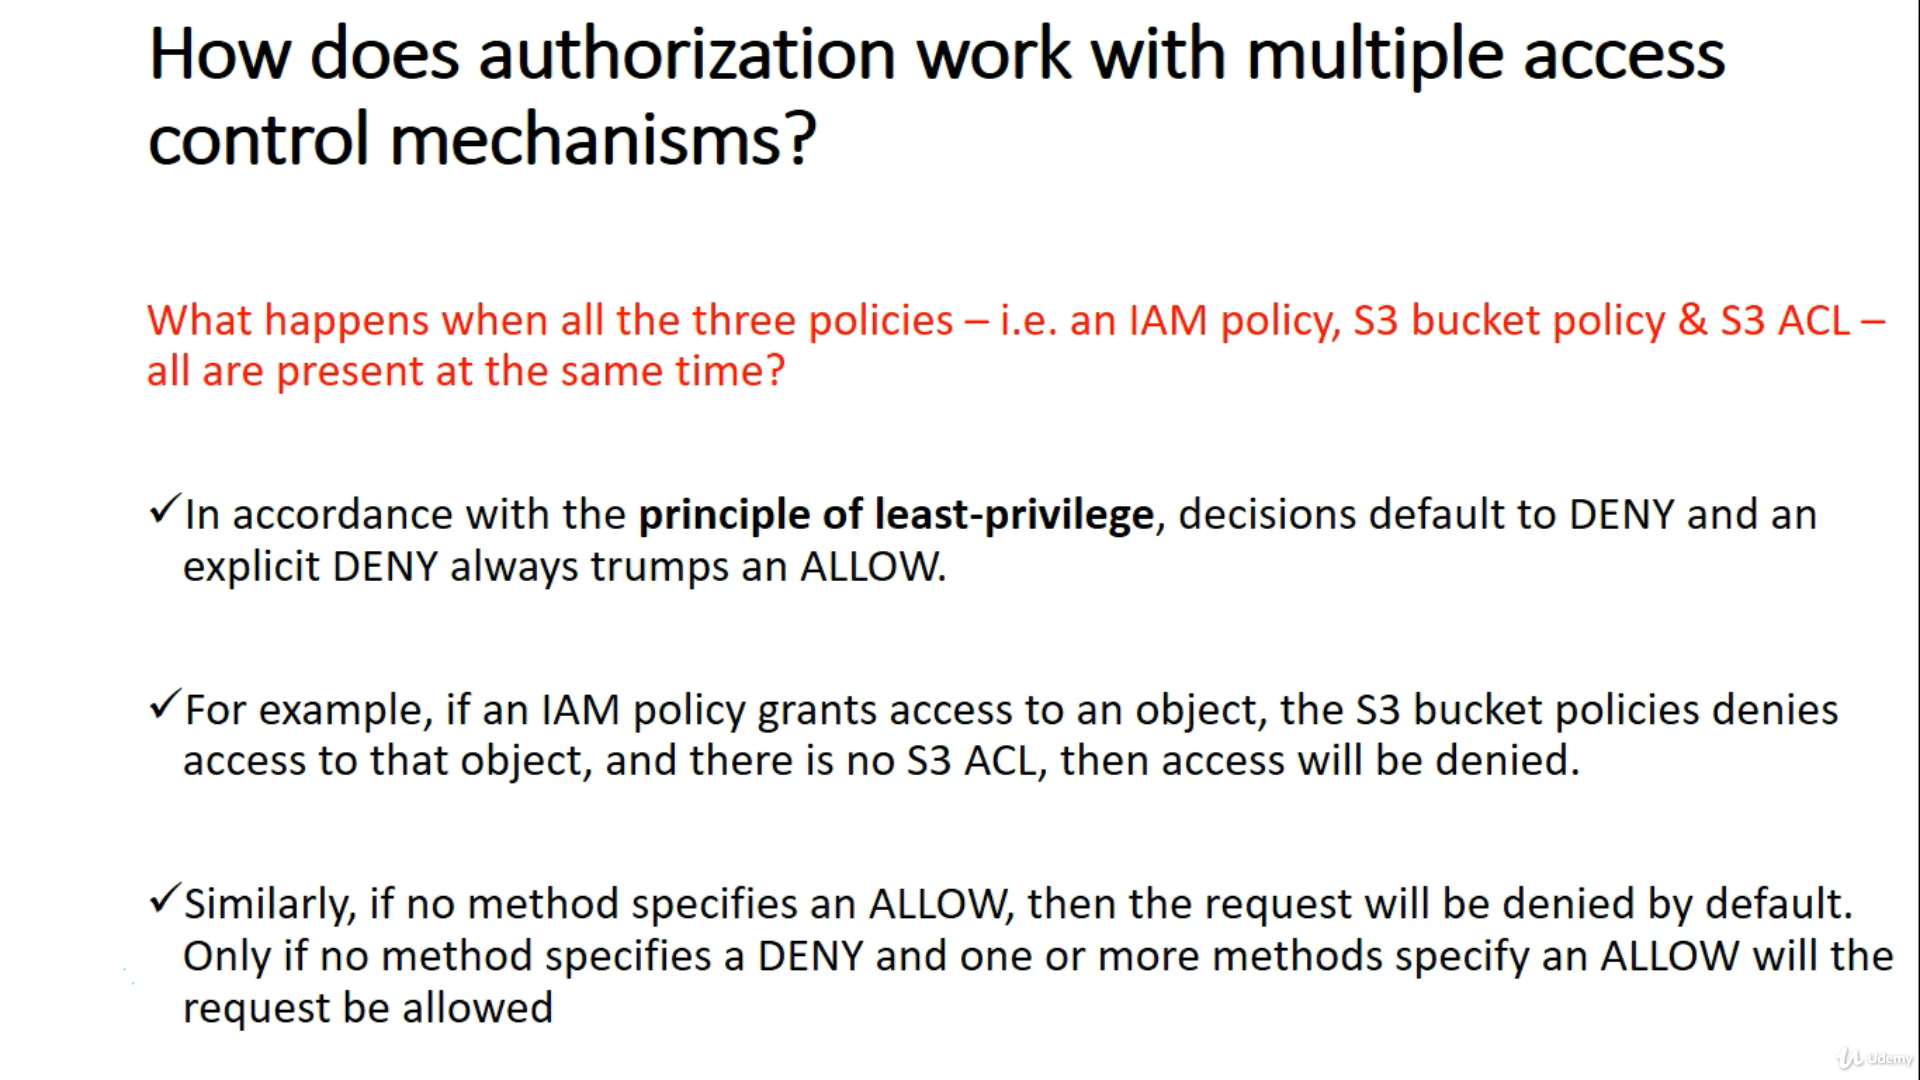 How does authorization work with multiple access
control mechanisms?
What happens when all the three policies – i.e. an IAM policy, S3 bucket policy & S3 ACL –
all are present at the same time?
✓In accordance with the principle of least-privilege, decisions default to DENY and an
explicit DENY always trumps an ALLOW.
✓For example, if an IAM policy grants access to an object, the S3 bucket policies denies
access to that object, and there is no S3 ACL, then access will be denied.
✓Similarly, if no method specifies an ALLOW, then the request will be denied by default.
Only if no method specifies a DENY and one or more methods specify an ALLOW will the
request be allowed
Udemy